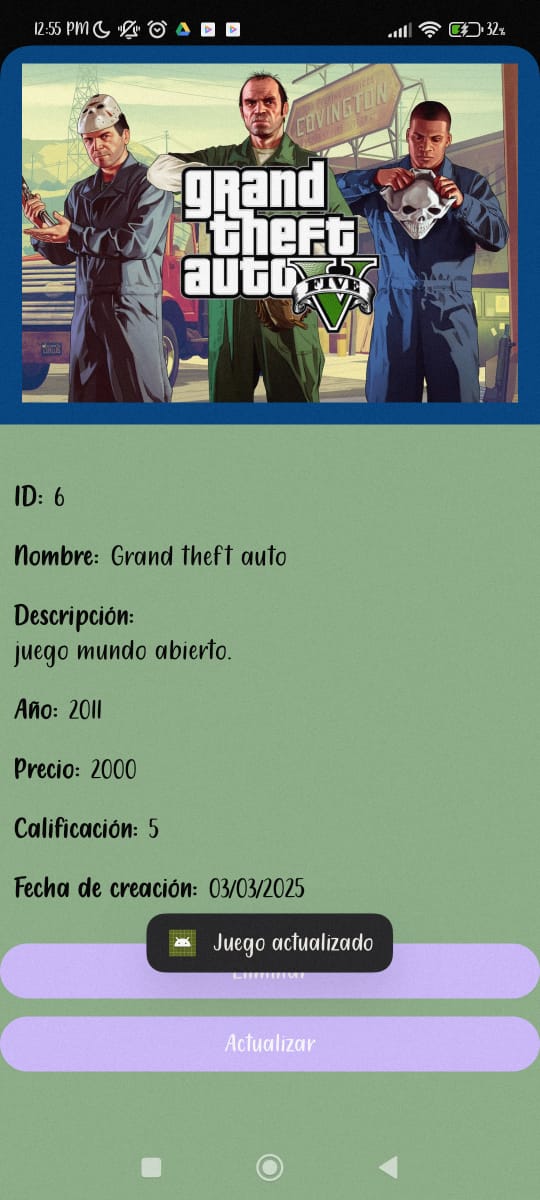 12:55 PM
32%
COVINGTON
grand
theft
auto
FIVE
ID: 6
Nombre: Grand theft auto
Descripción:
juego mundo abierto.
Año: 2011
Precio: 2000
Calificación: 5
Fecha de creación: 03/03/2025
Juego actualizado
Actualizar